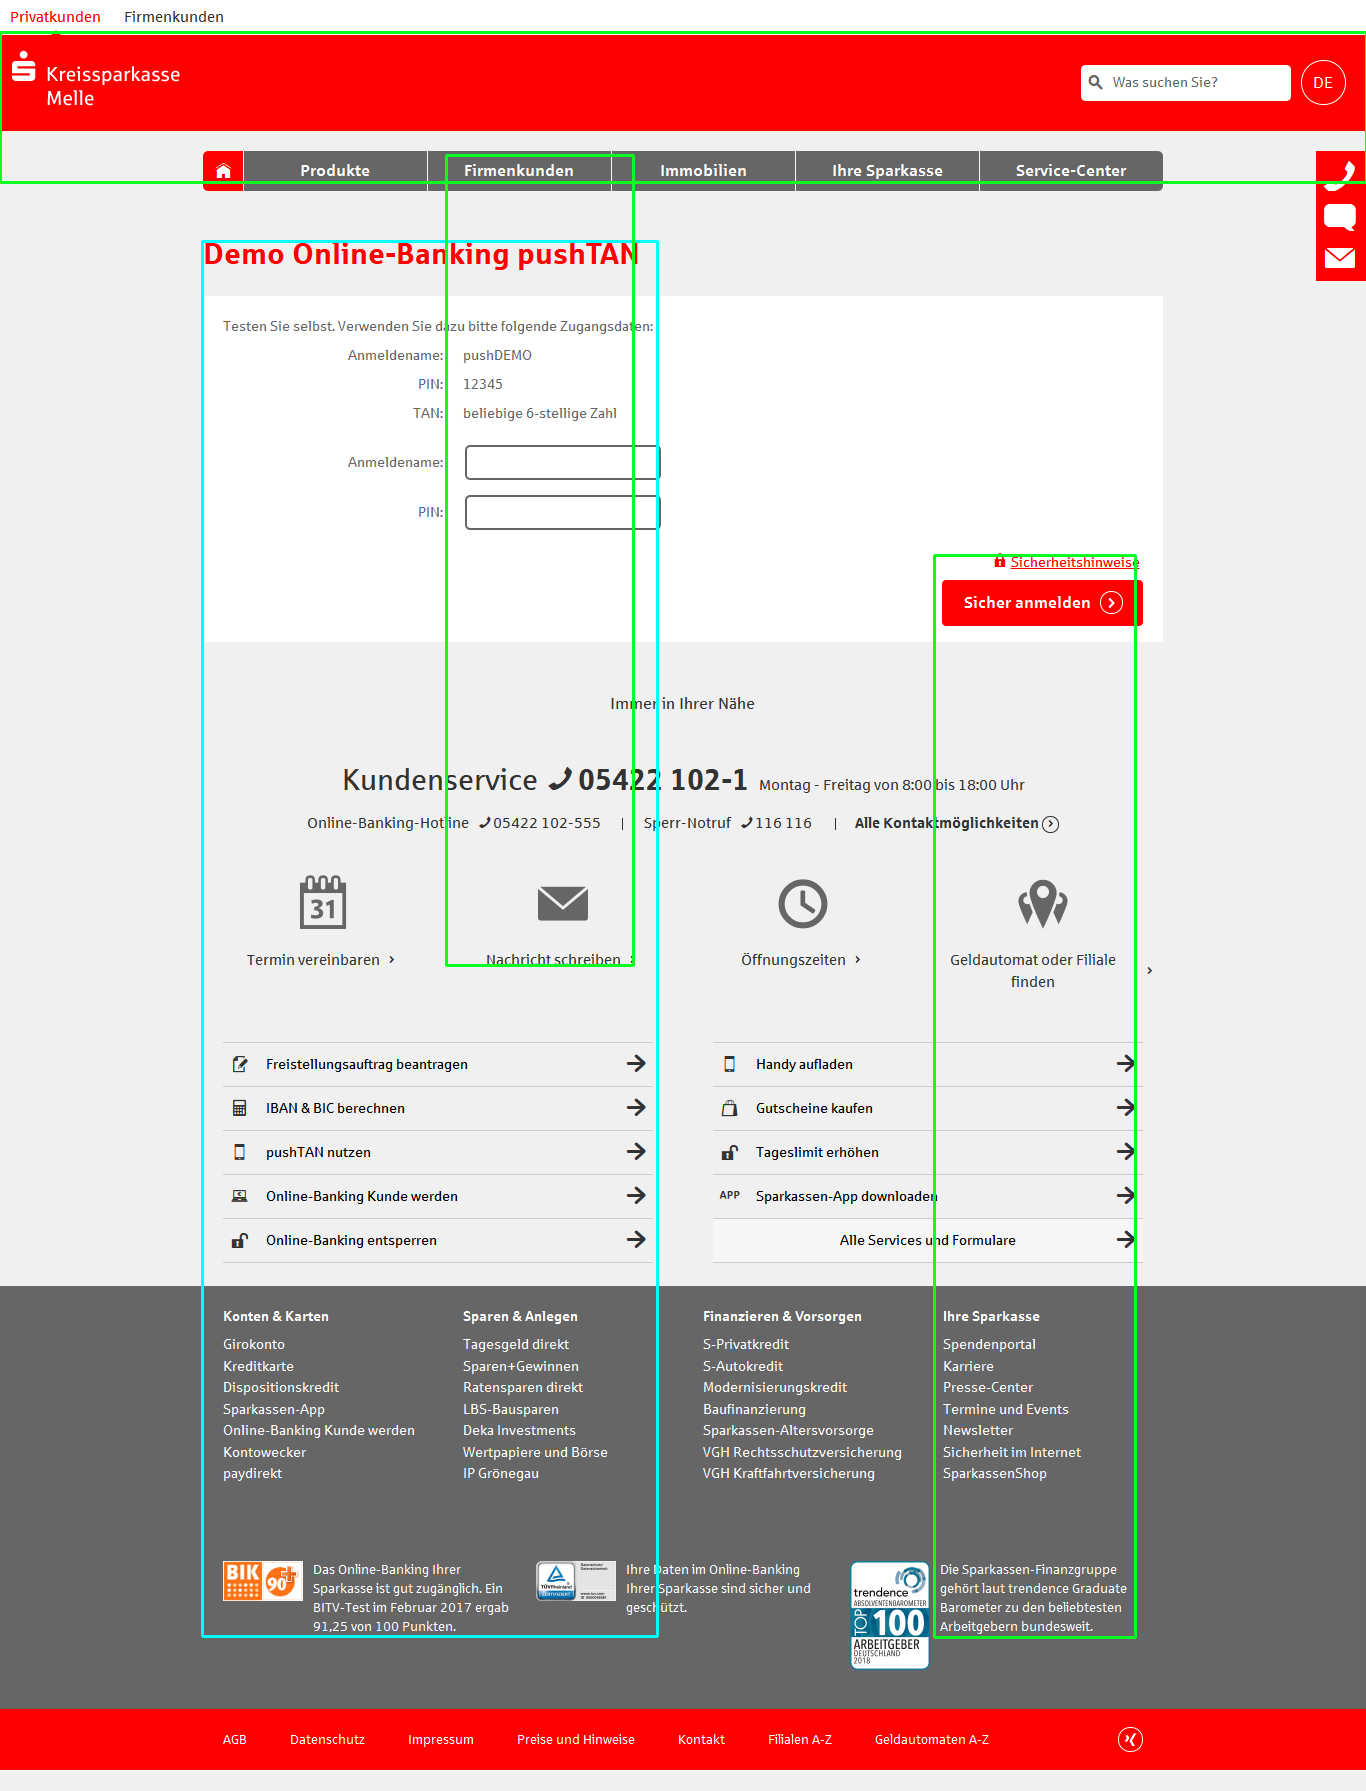 Privatkunden Firmenkunden
Kreissparkasse
Melle
Was suchen Sie?
DE
Produkte Firmenkunden Immobilien Ihre Sparkasse Service-Center
Demo Online-Banking pushTAN
Testen Sie selbst. Verwenden Sie dazu bitte folgende Zugangsdaten:
Anmeldename: pushDEMO
PIN: 12345
TAN: beliebige 6-stellige Zahl
Anmeldename:
PIN:
Sicherheitshinweise
Sicher anmelden
Immer in Ihrer Nähe
Kundenservice 05422 102-1 Montag - Freitag von 8:00 bis 18:00 Uhr
Online-Banking-Hotline 05422 102-555 | Sperr-Notruf 116 116 | Alle Kontaktmöglichkeiten
31
Termin vereinbaren
Nachricht schreiben
Öffnungszeiten
Geldautomat oder Filiale
finden
Freistellungsauftrag beantragen
IBAN & BIC berechnen
pushTAN nutzen
Online-Banking Kunde werden
Online-Banking entsperren
Handy aufladen
Gutscheine kaufen
Tageslimit erhöhen
APP Sparkassen-App downloaden
Alle Services und Formulare
Konten & Karten
Girokonto
Kreditkarte
Dispositionskredit
Sparkassen-App
Online-Banking Kunde werden
Kontowecker
paydirekt
Sparen & Anlegen
Tagesgeld direkt
Sparen+Gewinnen
Ratensparen direkt
LBS-Bausparen
Deka Investments
Wertpapiere und Börse
IP Grönegau
Finanzieren & Vorsorgen
S-Privatkredit
S-Autokredit
Modernisierungskredit
Baufinanzierung
Sparkassen-Altersvorsorge
VGH Rechtsschutzversicherung
VGH Kraftfahrtversicherung
Ihre Sparkasse
Spendenportal
Karriere
Presse-Center
Termine und Events
Newsletter
Sicherheit im Internet
SparkassenShop
BIK
90+
Das Online-Banking Ihrer
Sparkasse ist gut zugänglich. Ein
BITV-Test im Februar 2017 ergab
91,25 von 100 Punkten.
TÜVRheinland
ZERTIFIZIERT
Ihre Daten im Online-Banking
Ihrer Sparkasse sind sicher und
geschützt.
trendence
ABSOLVENTENBAROMETER
TOP 100
ARBEITGEBER
DEUTSCHLAND
2018
Die Sparkassen-Finanzgruppe
gehört laut trendence Graduate
Barometer zu den beliebtesten
Arbeitgebern bundesweit.
AGB Datenschutz Impressum Preise und Hinweise Kontakt Filialen A-Z Geldautomaten A-Z